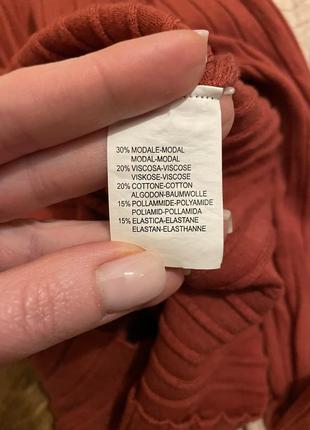 30% MODALE-MODAL
MODAL-MODAL
20% VISCOSA-VISCOSE
VISKOSE-VISCOSE
20% COTTONE-COTTON
ALGODON-BAUMWOLLE
15% POLLAMMIDE-POLYAMIDE
POLIAMID-POLLAMIDA
15% ELASTICA-ELASTANE
ELASTAN-ELASTHANNE